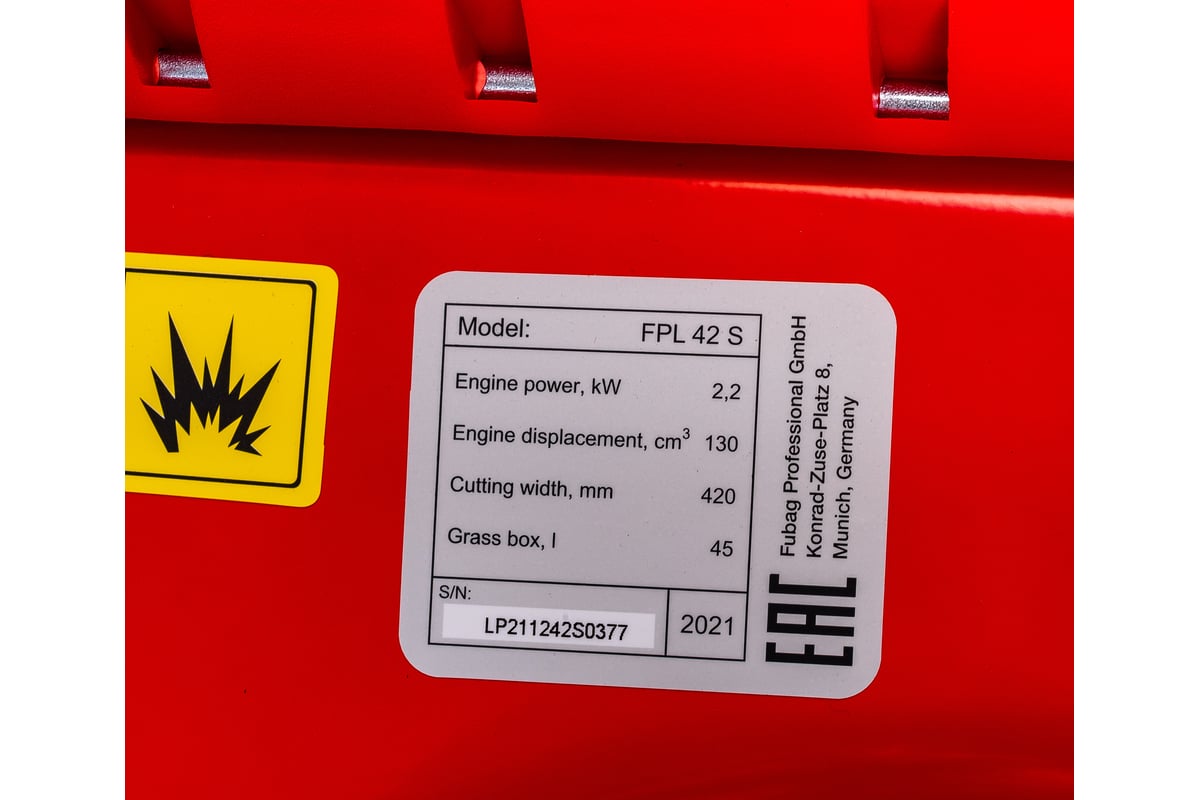 Model: FPL 42 S
Engine power, kW 2,2
Engine displacement, cm³ 130
Cutting width, mm 420
Grass box, l 45
S/N:
LP211242S0377 2021
Fubag Professional GmbH
Konrad-Zuse-Platz 8,
Munich, Germany
EAC